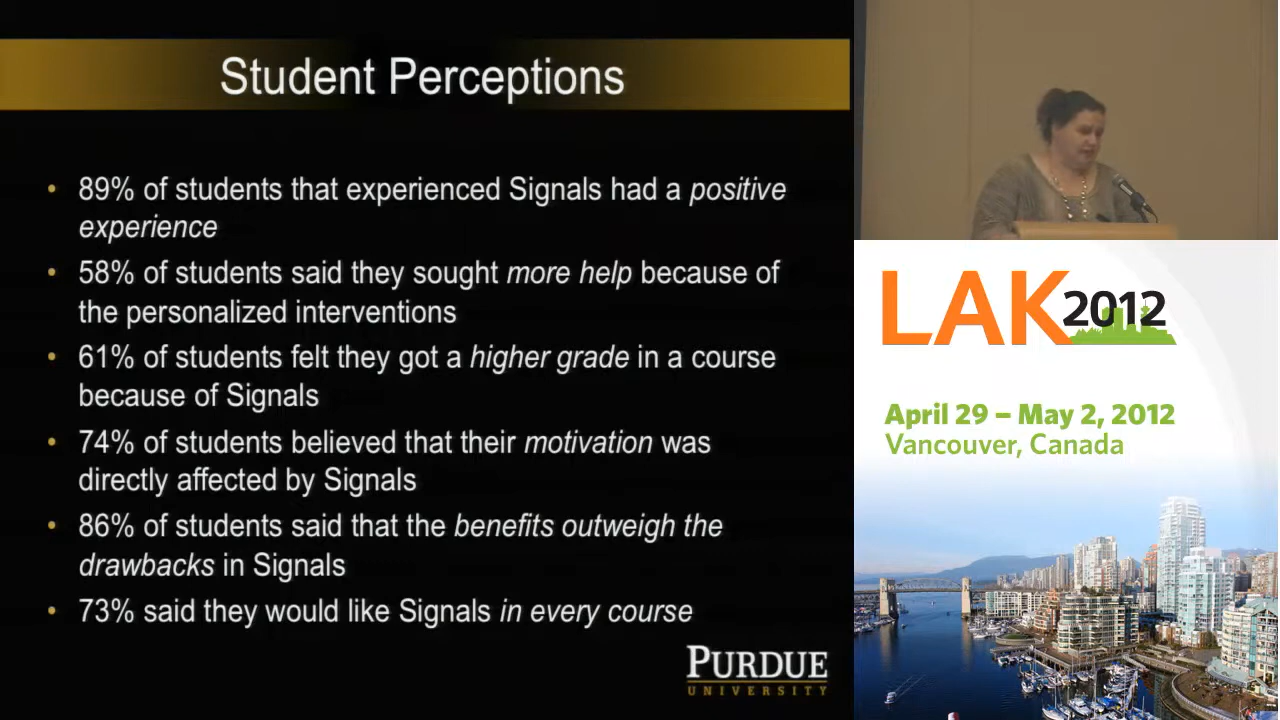 Student Perceptions
• 89% of students that experienced Signals had a positive
experience
• 58% of students said they sought more help because of
the personalized interventions
• 61% of students felt they got a higher grade in a course
because of Signals
• 74% of students believed that their motivation was
directly affected by Signals
• 86% of students said that the benefits outweigh the
drawbacks in Signals
• 73% said they would like Signals in every course
PURDUE
UNIVERSITY
LAK2012
April 29 – May 2, 2012
Vancouver, Canada